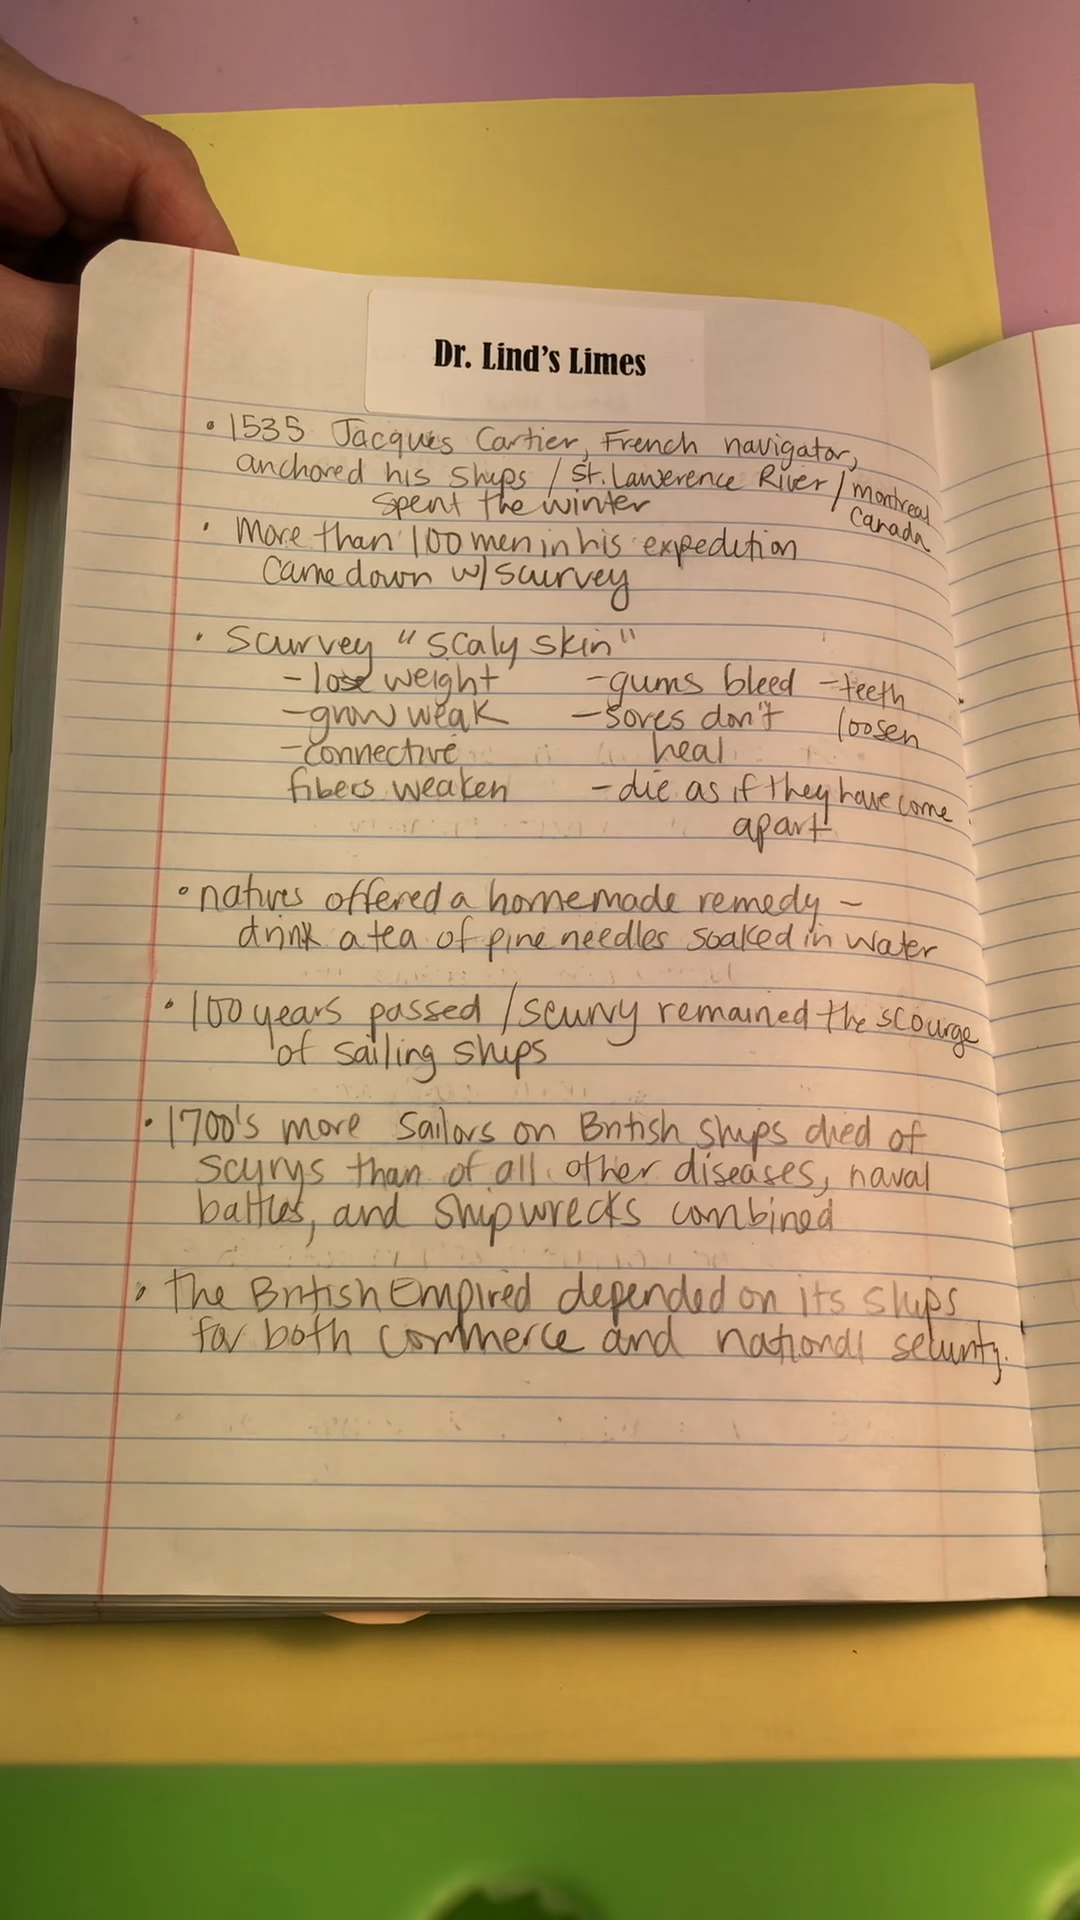 Dr. Lind's Limes
• 1535 Jacques Cartier, French navigator,
anchored his ships / St. Lawerence River / montreal
Canada
spent the winter
• More than 100 men in his expedition
came down w/ scurvey
• Scurvey "scaly skin"
- lose weight - gums bleed - teeth
- grow weak - sores don't loosen
- connective heal
fibers weaken - die as if they have come
apart
• natives offered a homemade remedy -
drink a tea of pine needles soaked in water
• 100 years passed / scurvy remained the scourge
of sailing ships
• 1700's more sailors on British ships died of
scyrys than of all other diseases, naval
battles, and shipwrecks combined
• The British Empired depended on its ships
for both commerce and national security.